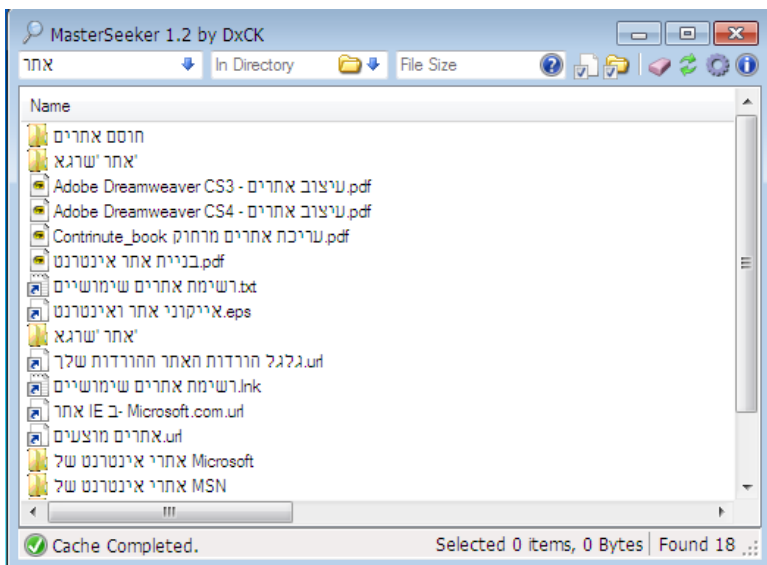 MasterSeeker 1.2 by DxCK
אתר In Directory File Size
Name
חוסם אתרים
אתר 'שרגא'
Adobe Dreamweaver CS3 - עיצוב אתרים.pdf
Adobe Dreamweaver CS4 - עיצוב אתרים.pdf
Contrinute_book עריכת אתרים מרחוק.pdf
בניית אתר אינטרנט.pdf
רשימת אתרים שימושיים.txt
אייקוני אתר ואינטרנט.eps
אתר 'שרגא'
גלגל הורדות האתר ההורדות שלך.url
רשימת אתרים שימושיים.lnk
אתר IE ב- Microsoft.com.url
אתרים מוצעים.url
אתרי אינטרנט של Microsoft
אתרי אינטרנט של MSN
Cache Completed. Selected 0 items, 0 Bytes Found 18